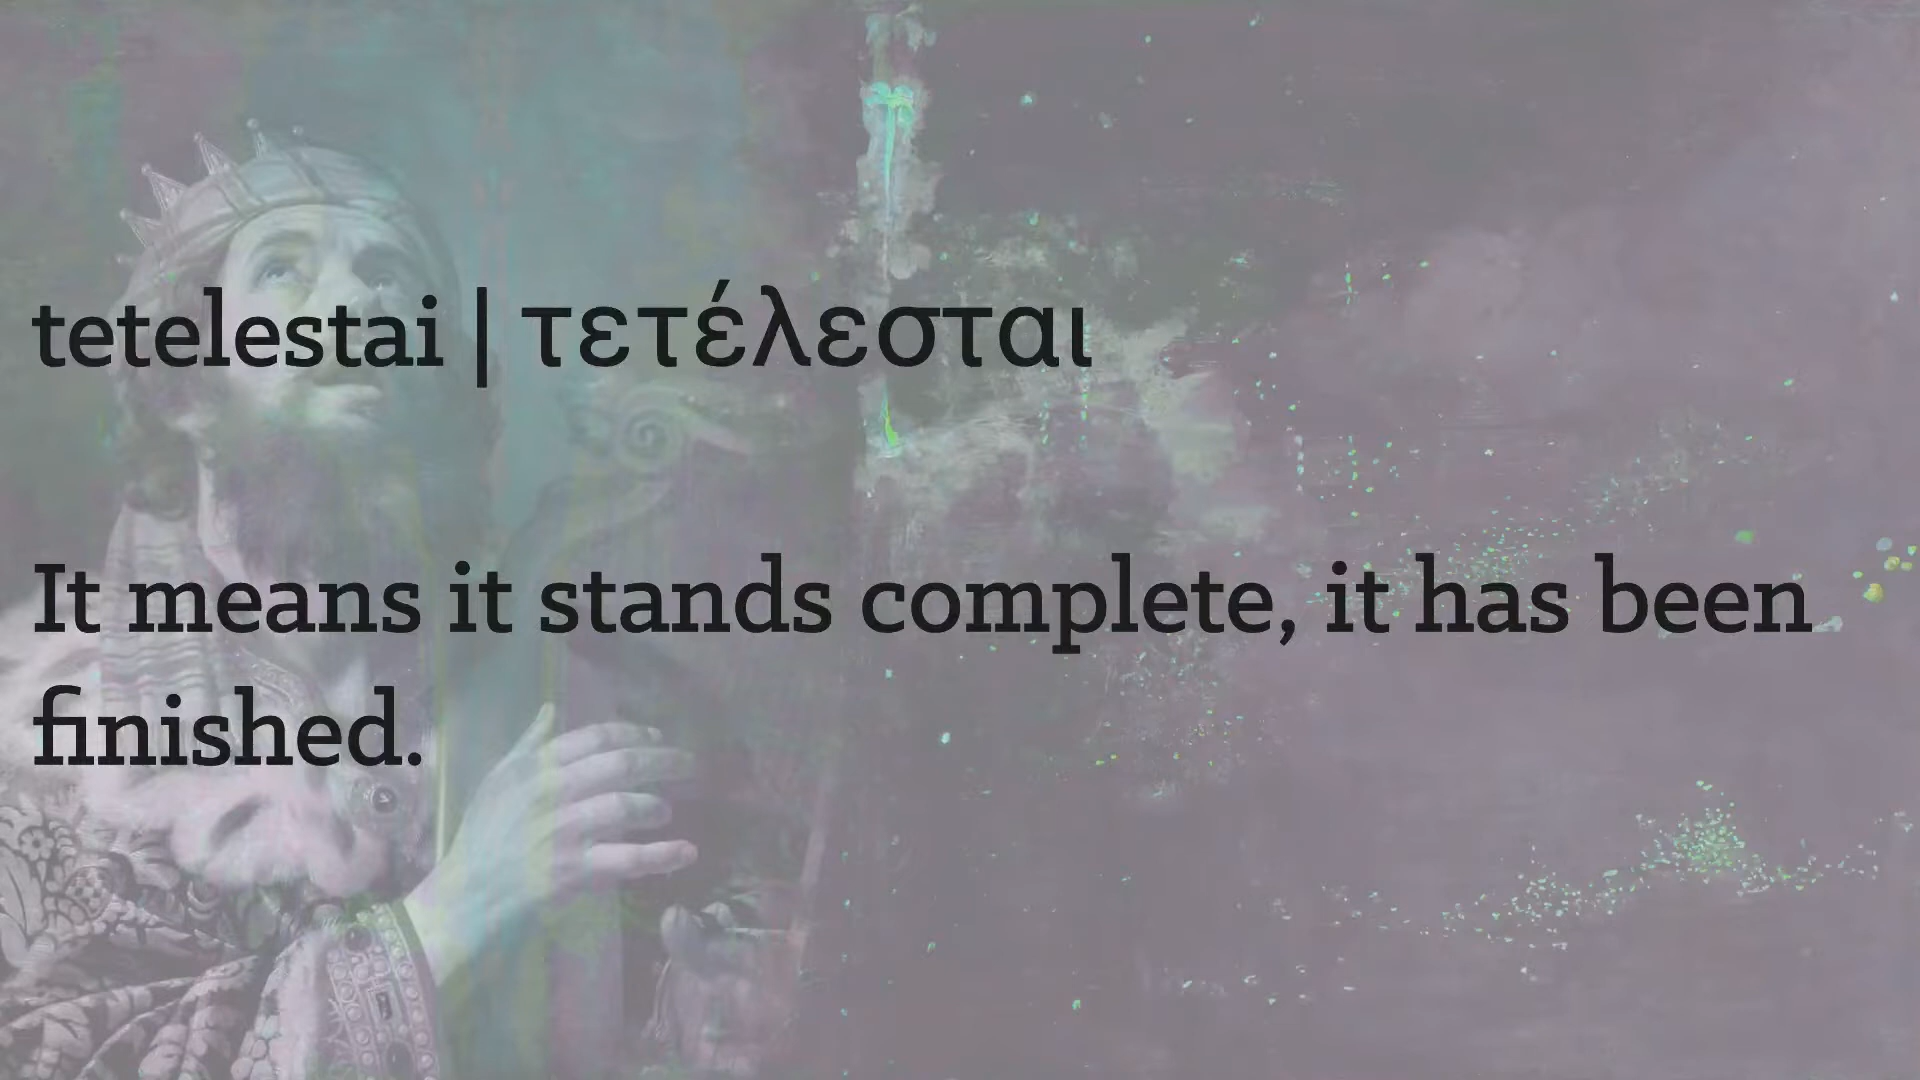 tetelestai | τετέλεσται
It means it stands complete, it has been
finished.